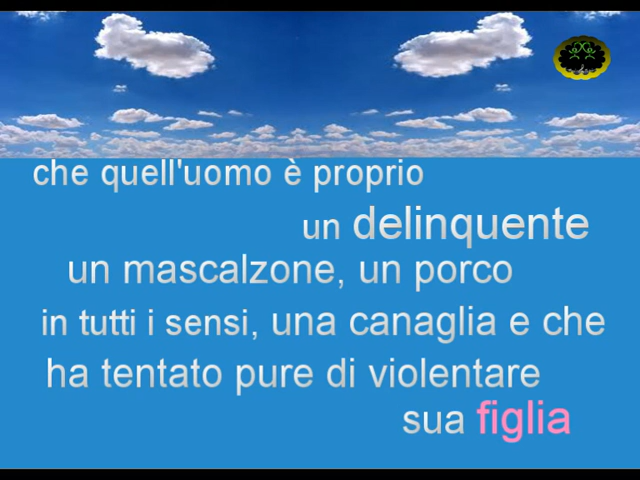 che quell'uomo è proprio
un delinquente
un mascalzone, un porco
in tutti i sensi, una canaglia e che
ha tentato pure di violentare
sua figlia